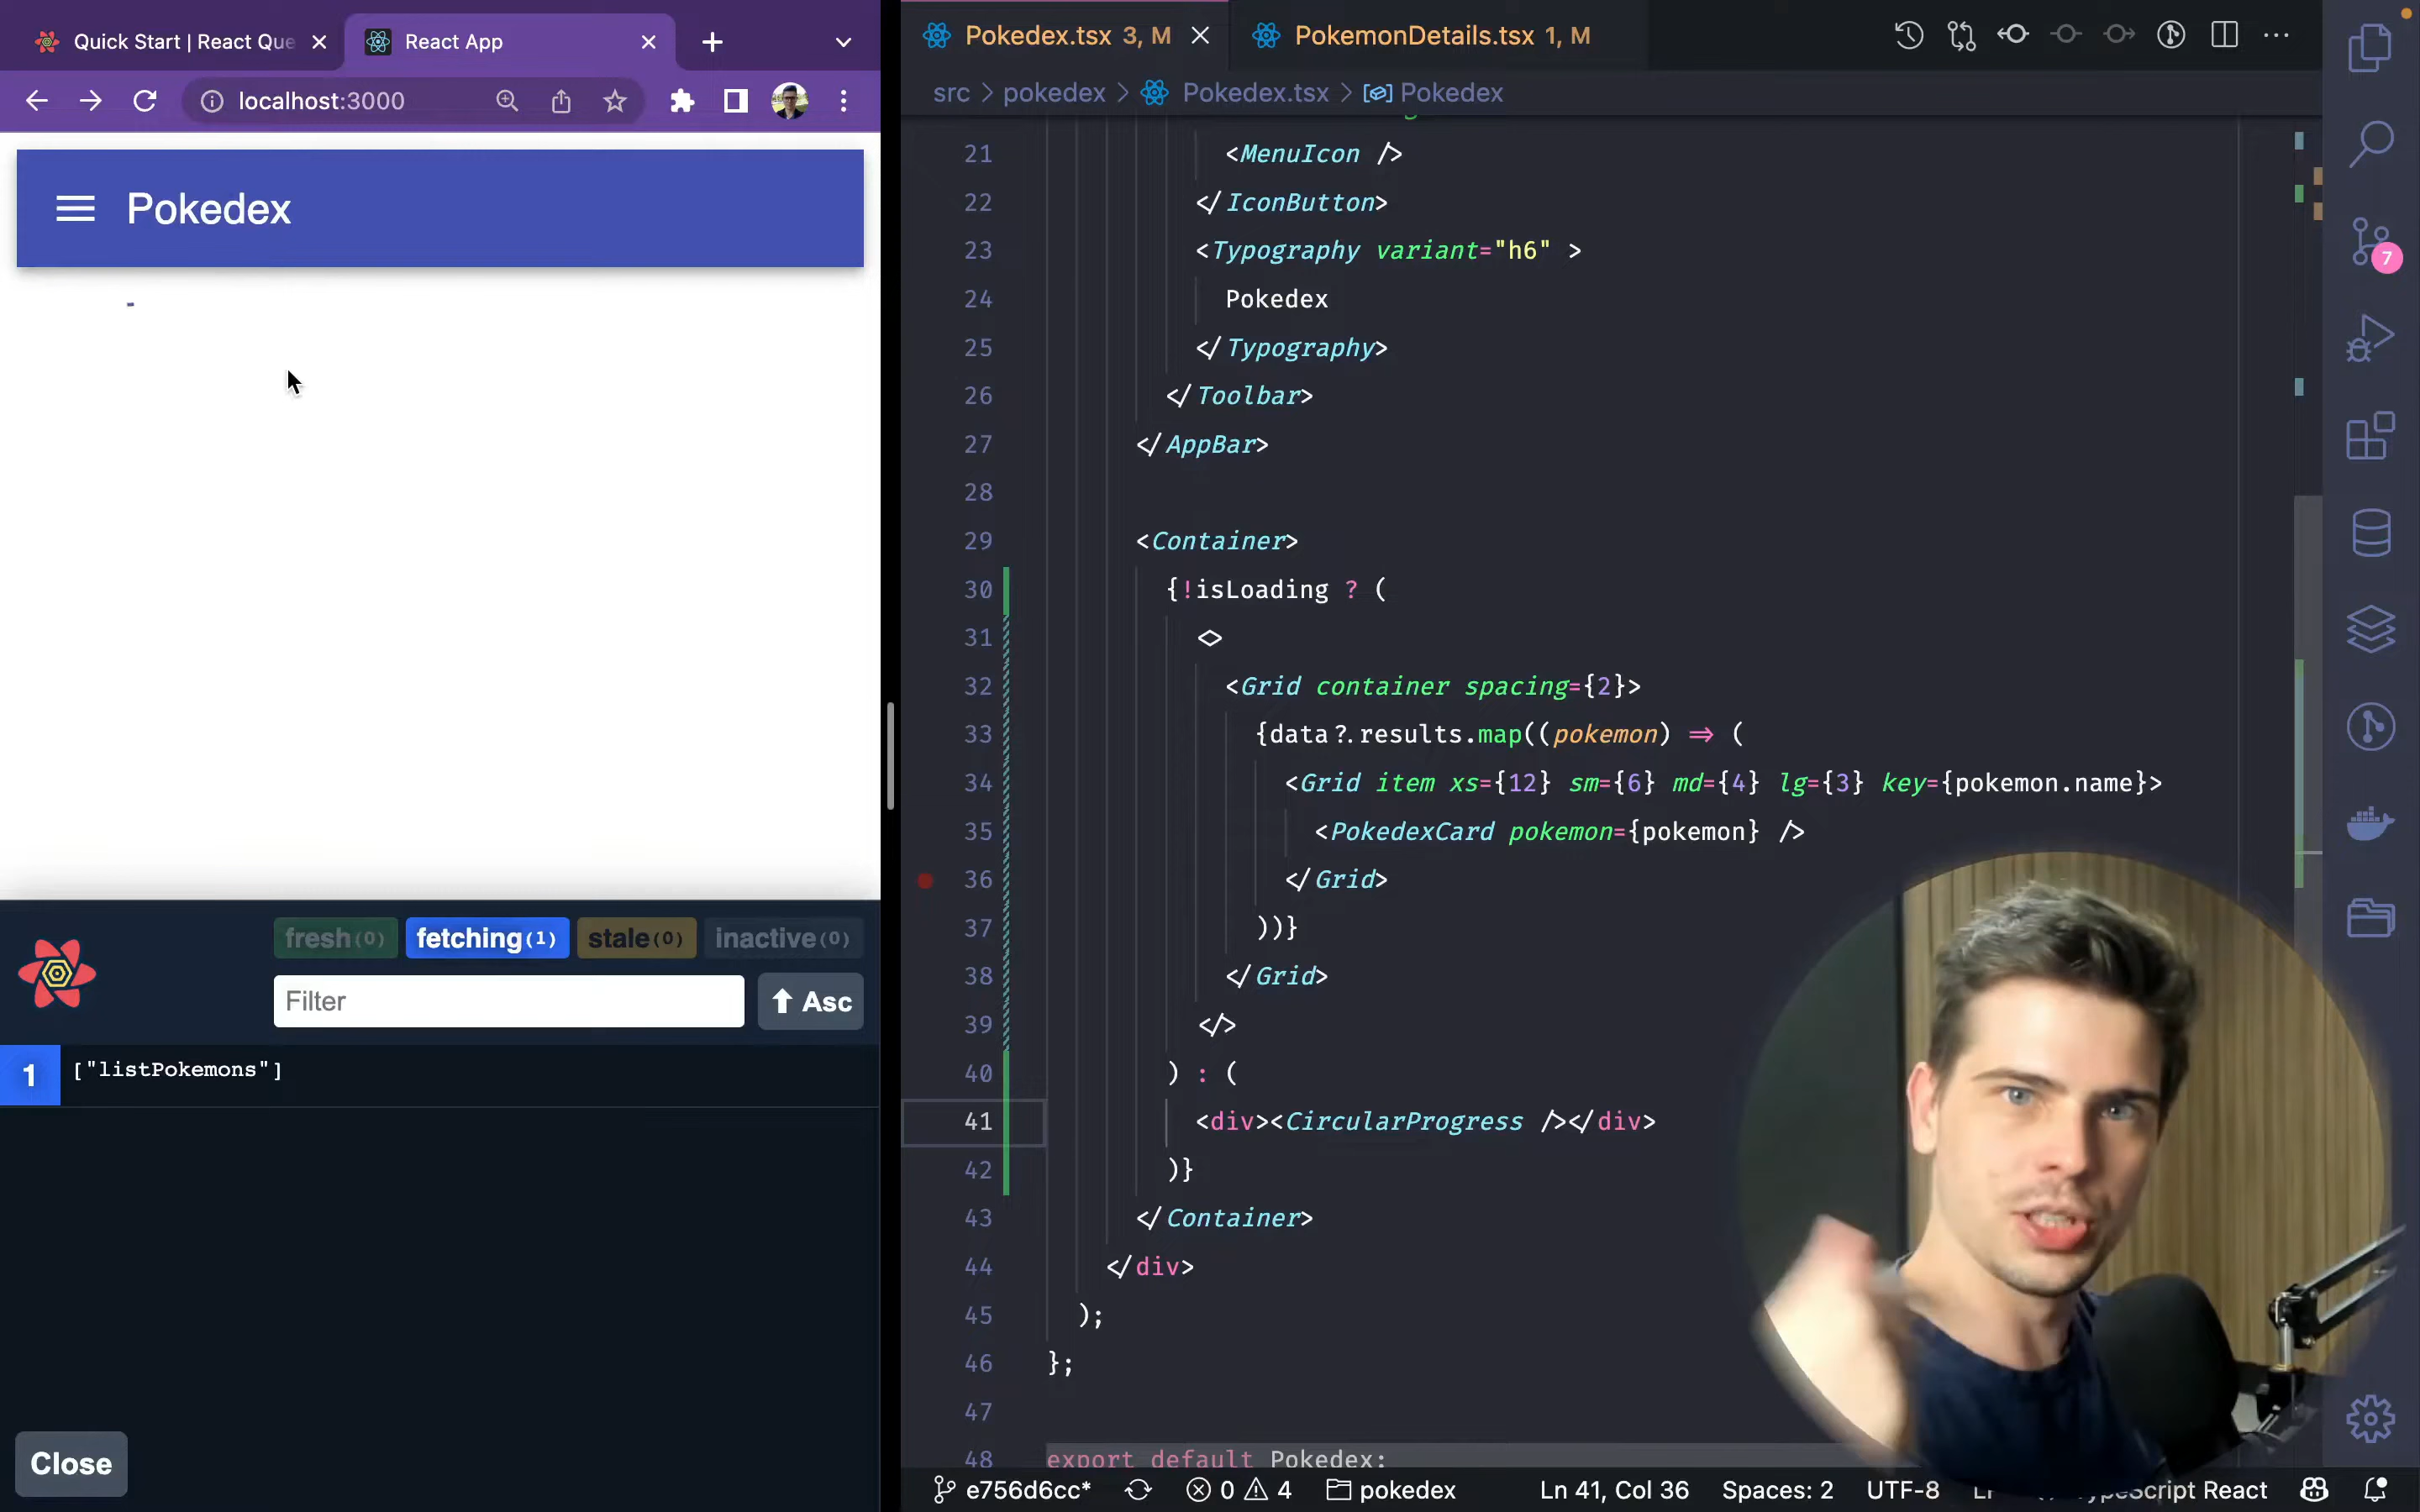 Quick Start | React Que
React App
localhost:3000
Pokedex
fresh(0) fetching(1) stale(0) inactive(0)
Filter
Asc
1 ["listPokemons"]
Close
Pokedex.tsx 3, M
PokemonDetails.tsx 1, M
src > pokedex > Pokedex.tsx > Pokedex
21 <MenuIcon />
22 </IconButton>
23 <Typography variant="h6" >
24 Pokedex
25 </Typography>
26 </Toolbar>
27 </AppBar>
28
29 <Container>
30 {!isLoading ? (
31 <>
32 <Grid container spacing={2}>
33 {data?.results.map((pokemon) => (
34 <Grid item xs={12} sm={6} md={4} lg={3} key={pokemon.name}>
35 <PokedexCard pokemon={pokemon} />
36 </Grid>
37 ))}
38 </Grid>
39 </>
40 ) : (
41 <div><CircularProgress /></div>
42 )}
43 </Container>
44 </div>
45 );
46 };
47
48 export default Pokedex;
7
e756d6cc* 0 4 pokedex Ln 41, Col 36 Spaces: 2 UTF-8 LF TypeScript React